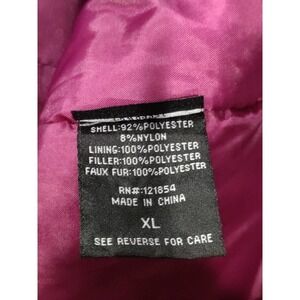 SHELL:92%POLYESTER
8%NYLON
LINING:100%POLYESTER
FILLER:100%POLYESTER
FAUX FUR:100%POLYESTER
RN#:121854
MADE IN CHINA
XL
SEE REVERSE FOR CARE